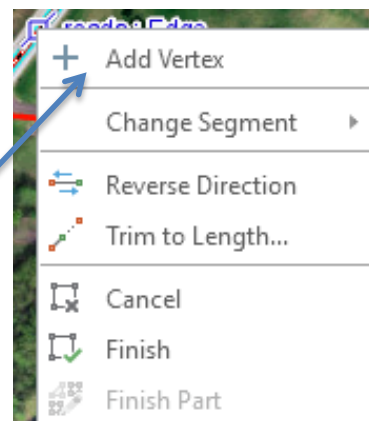 roads: Edge
Add Vertex
Change Segment
Reverse Direction
Trim to Length...
Cancel
Finish
Finish Part